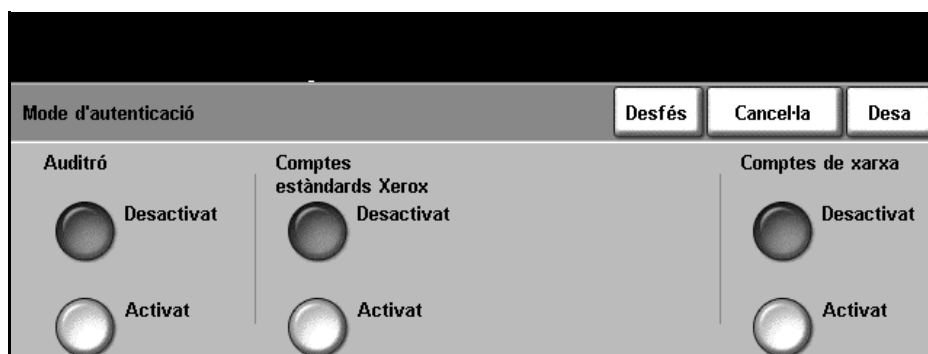 Mode d'autenticació
Desfés
Cancel·la
Desa
Auditró
Desactivat
Activat
Comptes
estàndards Xerox
Desactivat
Activat
Comptes de xarxa
Desactivat
Activat